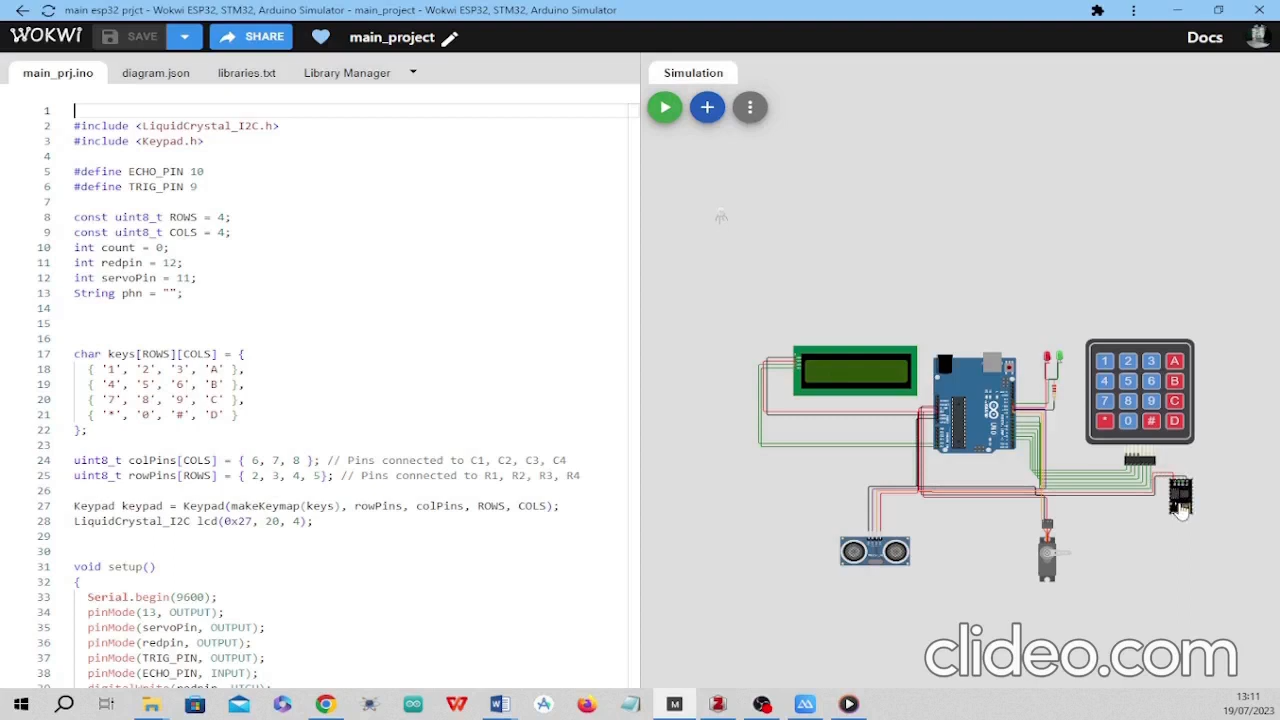 main esp32 prjct - Wokwi ESP32, STM32, Arduino Simulator - main_project - Wokwi ESP32, STM32, Arduino Simulator
WOKWI SAVE SHARE main_project Docs
main_prj.ino diagram.json libraries.txt Library Manager Simulation
1
2 #include <LiquidCrystal_I2C.h>
3 #include <Keypad.h>
4
5 #define ECHO_PIN 10
6 #define TRIG_PIN 9
7
8 const uint8_t ROWS = 4;
9 const uint8_t COLS = 4;
10 int count = 0;
11 int redpin = 12;
12 int servoPin = 11;
13 String phn = "";
14
15
16
17 char keys[ROWS][COLS] = {
18 { '1', '2', '3', 'A' },
19 { '4', '5', '6', 'B' },
20 { '7', '8', '9', 'C' },
21 { '*', '0', '#', 'D' }
22 };
23
24 uint8_t colPins[COLS] = { 6, 7, 8 }; // Pins connected to C1, C2, C3, C4
25 uint8_t rowPins[ROWS] = { 2, 3, 4, 5}; // Pins connected to R1, R2, R3, R4
26
27 Keypad keypad = Keypad(makeKeymap(keys), rowPins, colPins, ROWS, COLS);
28 LiquidCrystal_I2C lcd(0x27, 20, 4);
29
30
31 void setup()
32 {
33 Serial.begin(9600);
34 pinMode(13, OUTPUT);
35 pinMode(servoPin, OUTPUT);
36 pinMode(redpin, OUTPUT);
37 pinMode(TRIG_PIN, OUTPUT);
38 pinMode(ECHO_PIN, INPUT);
39 digitalWrite(redpin, HIGH);
1 2 3 A
4 5 6 B
7 8 9 C
* 0 # D
UNO
clideo.com
13:11
19/07/2023